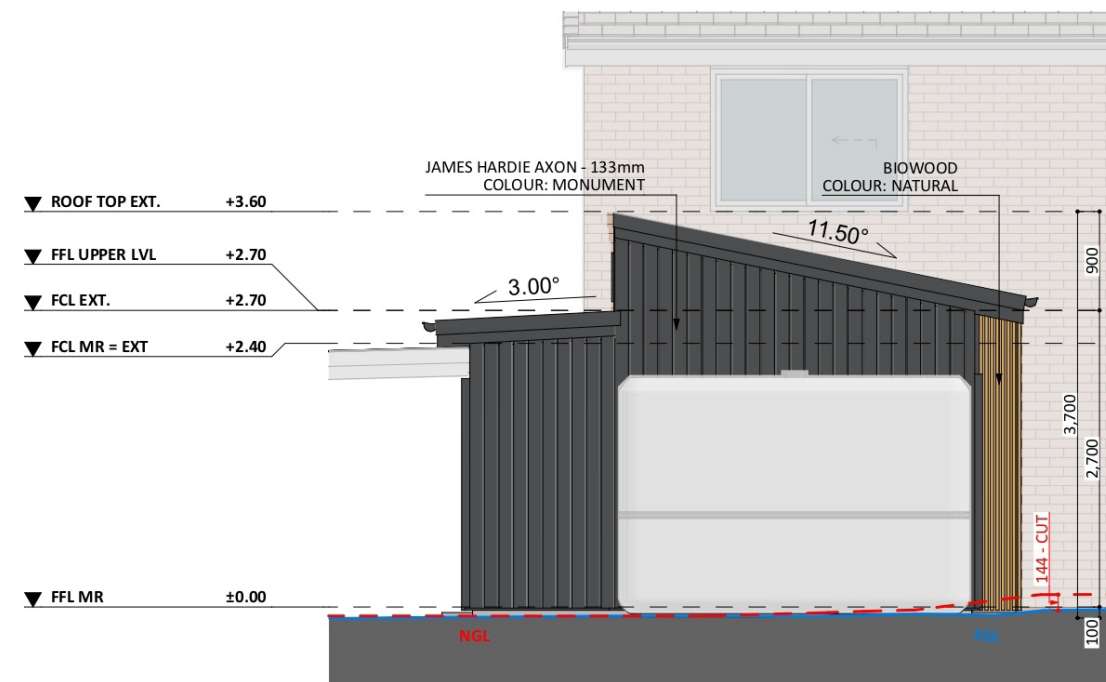 JAMES HARDIE AXON - 133mm
COLOUR: MONUMENT
BIOWOOD
COLOUR: NATURAL
ROOF TOP EXT. +3.60
11.50°
FFL UPPER LVL +2.70
900
3.00°
FCL EXT. +2.70
FCL MR = EXT +2.40
3,700
2,700
144 - CUT
FFL MR ±0.00
NGL
FGL
100